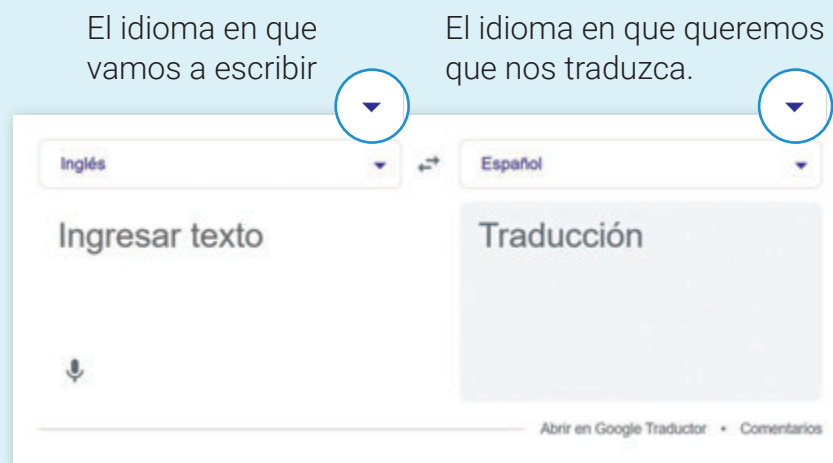 El idioma en que
vamos a escribir
El idioma en que queremos
que nos traduzca.
Inglés
Español
Ingresar texto
Traducción
Abrir en Google Traductor • Comentarios